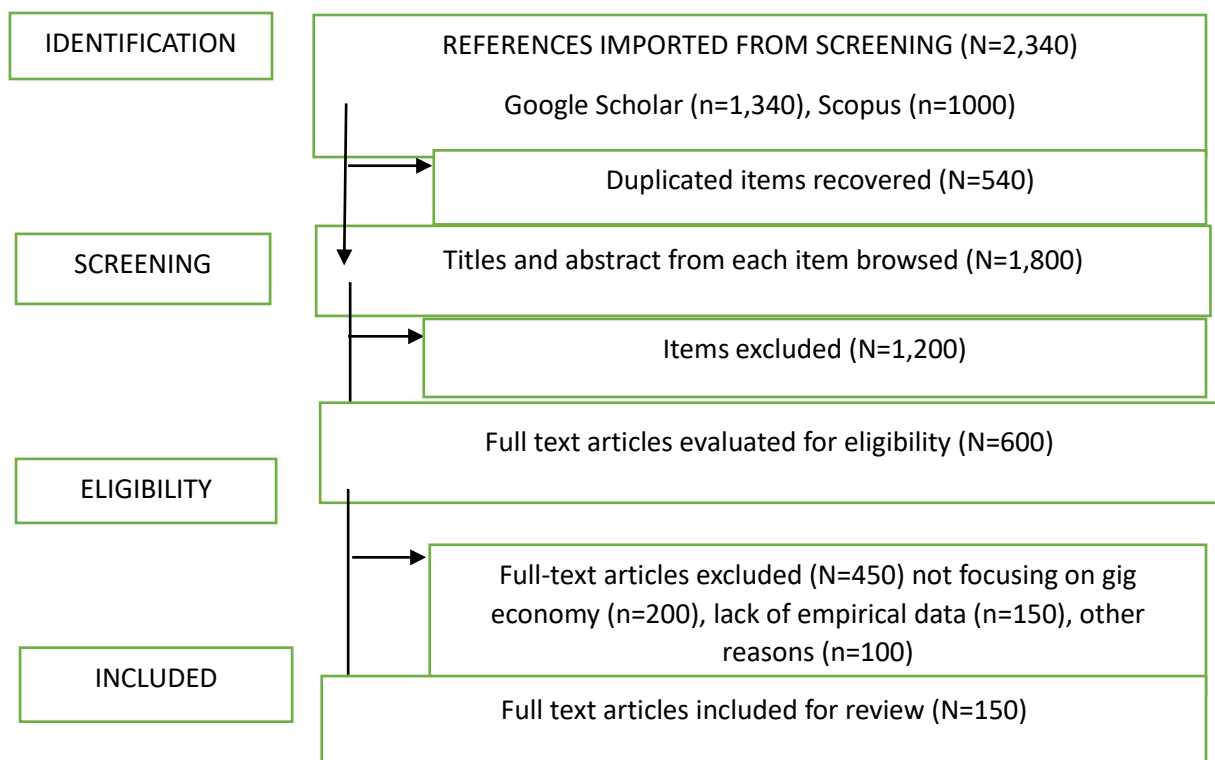 IDENTIFICATION
REFERENCES IMPORTED FROM SCREENING (N=2,340)
Google Scholar (n=1,340), Scopus (n=1000)
Duplicated items recovered (N=540)
SCREENING
Titles and abstract from each item browsed (N=1,800)
Items excluded (N=1,200)
Full text articles evaluated for eligibility (N=600)
ELIGIBILITY
Full-text articles excluded (N=450) not focusing on gig
economy (n=200), lack of empirical data (n=150), other
reasons (n=100)
INCLUDED
Full text articles included for review (N=150)